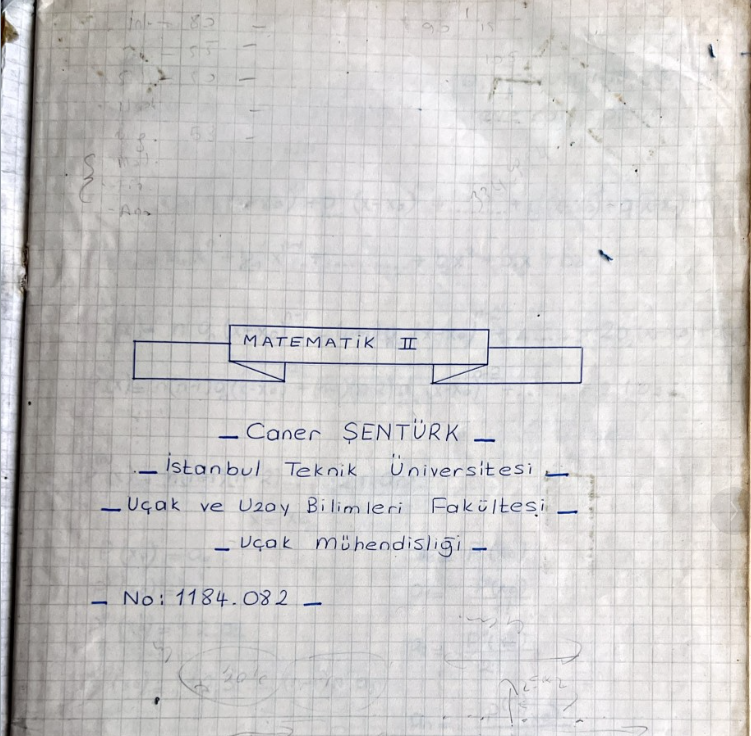 MATEMATİK II
_ Caner ŞENTÜRK _
_ İstanbul Teknik Üniversitesi _
_ Uçak ve Uzay Bilimleri Fakültesi _
_ Uçak mühendisliği _
_ No: 1184.082 _